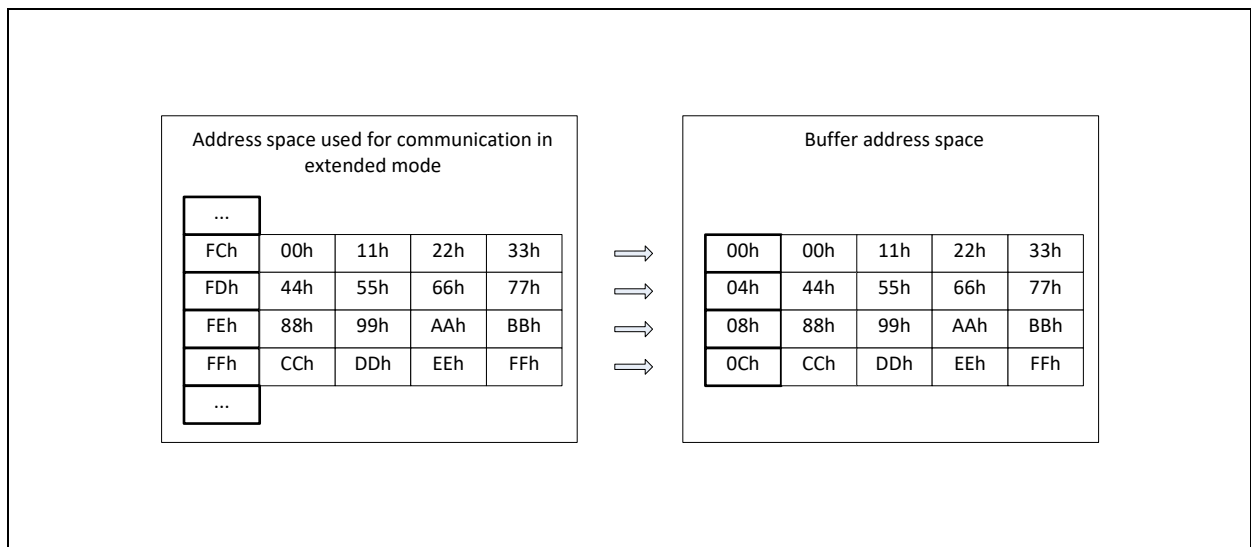 Address space used for communication in
extended mode
...
FCh 00h 11h 22h 33h
FDh 44h 55h 66h 77h
FEh 88h 99h AAh BBh
FFh CCh DDh EEh FFh
...
Buffer address space
00h 00h 11h 22h 33h
04h 44h 55h 66h 77h
08h 88h 99h AAh BBh
0Ch CCh DDh EEh FFh